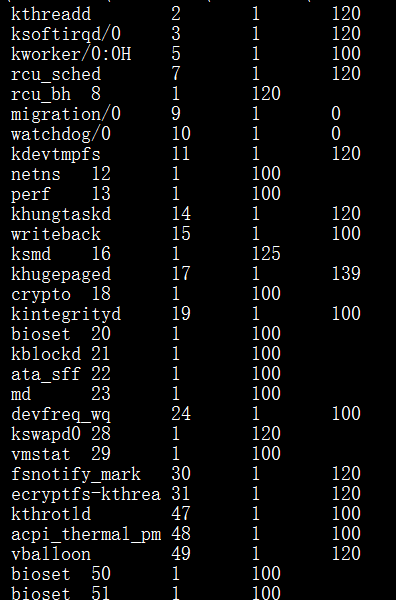 kthreadd 2 1 120
ksoftirqd/0 3 1 120
kworker/0:0H 5 1 100
rcu_sched 7 1 120
rcu_bh 8 1 120
migration/0 9 1 0
watchdog/0 10 1 0
kdevtmpfs 11 1 120
netns 12 1 100
perf 13 1 100
khungtaskd 14 1 120
writeback 15 1 100
ksmd 16 1 125
khugepaged 17 1 139
crypto 18 1 100
kintegrityd 19 1 100
bioset 20 1 100
kblockd 21 1 100
ata_sff 22 1 100
md 23 1 100
devfreq_wq 24 1 100
kswapd0 28 1 120
vmstat 29 1 100
fsnotify_mark 30 1 120
ecryptfs-kthrea 31 1 120
kthrotld 47 1 100
acpi_thermal_pm 48 1 100
vballoon 49 1 120
bioset 50 1 100
bioset 51 1 100